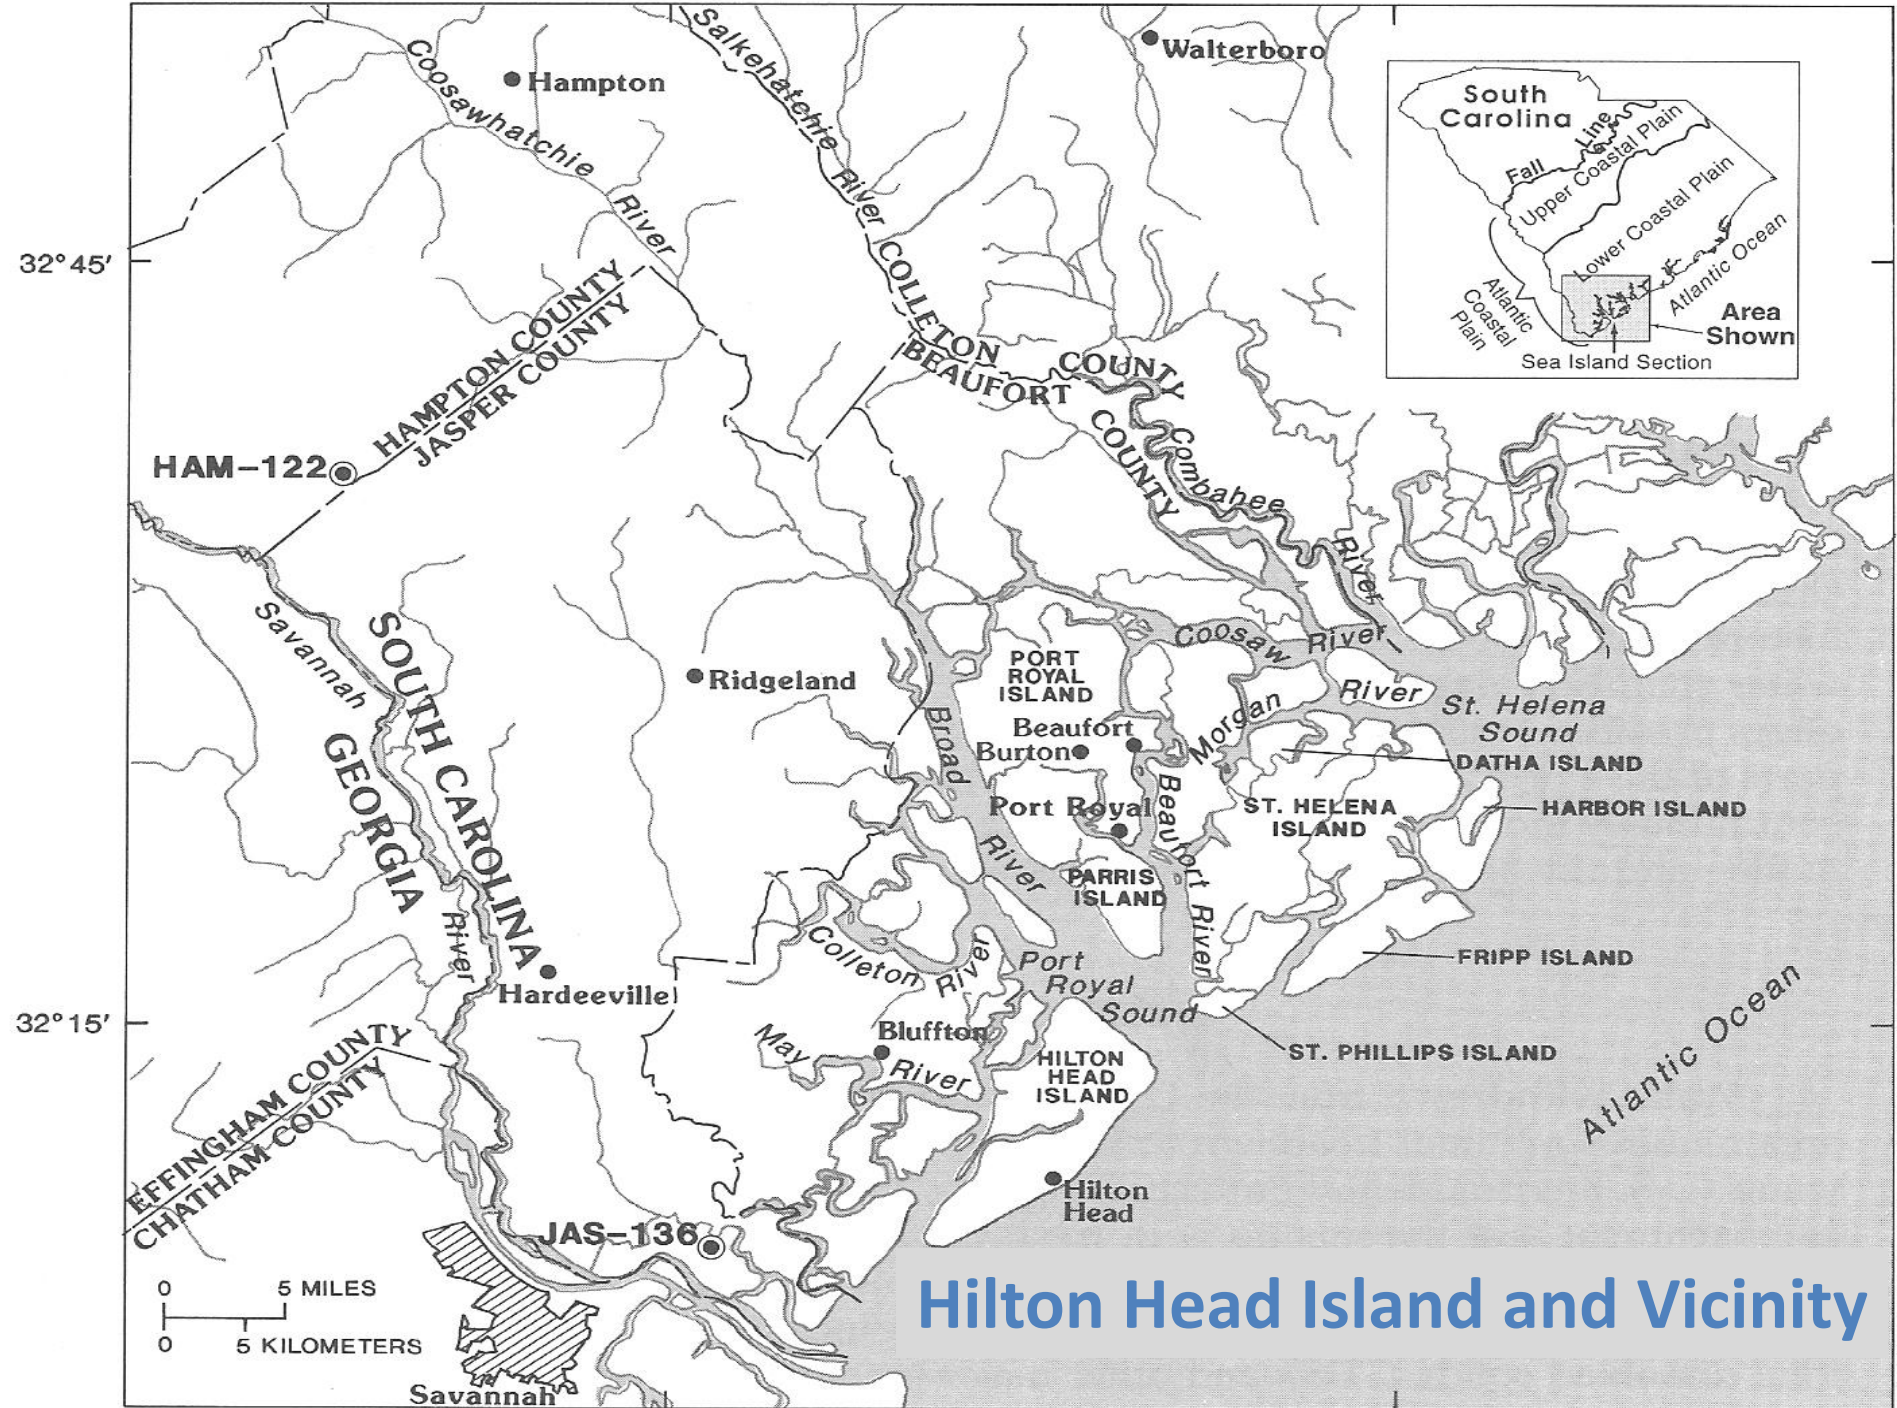 Salkehatchie River
Coosawhatchie River
Hampton
Walterboro
South
Carolina
Fall Line
Upper Coastal Plain
Lower Coastal Plain
Atlantic Ocean
Atlantic
Coastal
Plain
Area
Shown
Sea Island Section
32°45'
HAMPTON COUNTY
JASPER COUNTY
COLLETON COUNTY
BEAUFORT COUNTY
HAM-122
Combahee River
Savannah River
SOUTH CAROLINA
GEORGIA
Ridgeland
Coosaw River
PORT
ROYAL
ISLAND
Morgan River
St. Helena
Sound
Beaufort
Burton
Broad River
DATHA ISLAND
Port Royal
Beaufort River
ST. HELENA
ISLAND
HARBOR ISLAND
PARRIS
ISLAND
Colleton River
FRIPP ISLAND
Port
Royal
Sound
Hardeeville
32°15'
Bluffton
May River
HILTON
HEAD
ISLAND
ST. PHILLIPS ISLAND
Atlantic Ocean
EFFINGHAM COUNTY
CHATHAM COUNTY
Hilton
Head
JAS-136
0 5 MILES
0 5 KILOMETERS
Savannah
Hilton Head Island and Vicinity